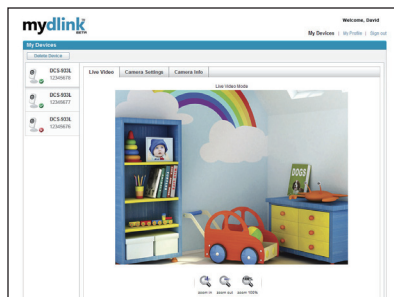 mydlink
BETA
Welcome, David
My Devices | My Profile | Sign out
My Devices
Delete Device
DCS-933L
12345678
DCS-933L
12345677
DCS-933L
12345676
Live Video
Camera Settings
Camera Info
Live Video Mode
DOGS
zoom in
zoom out
zoom 100%